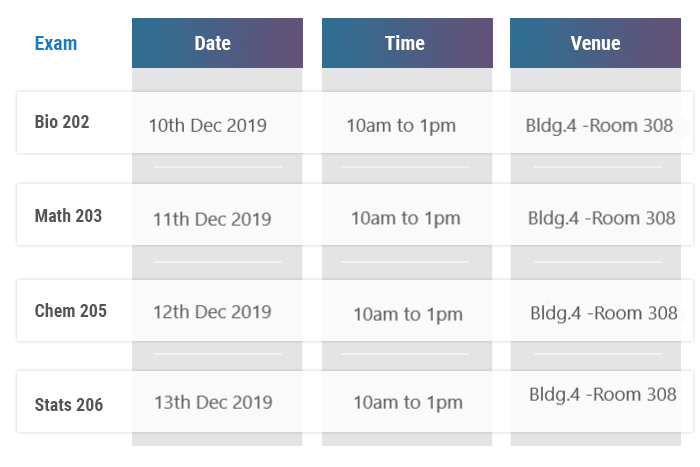 Exam Date Time Venue
Bio 202 10th Dec 2019 10am to 1pm Bldg.4 -Room 308
Math 203 11th Dec 2019 10am to 1pm Bldg.4 -Room 308
Chem 205 12th Dec 2019 10am to 1pm Bldg.4 -Room 308
Stats 206 13th Dec 2019 10am to 1pm Bldg.4 -Room 308